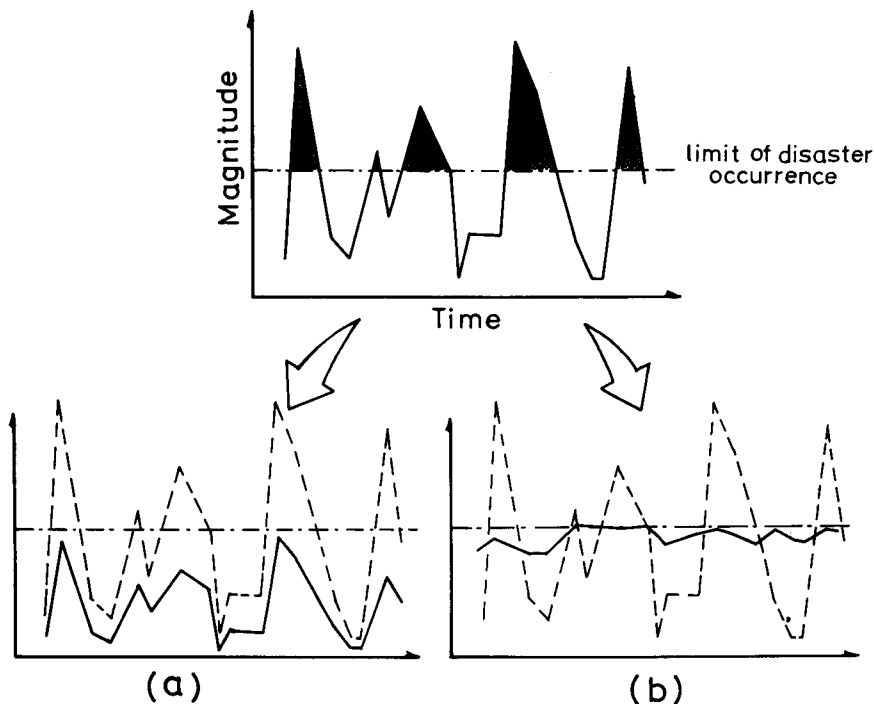 Magnitude
limit of disaster
occurrence
Time
(a)
(b)